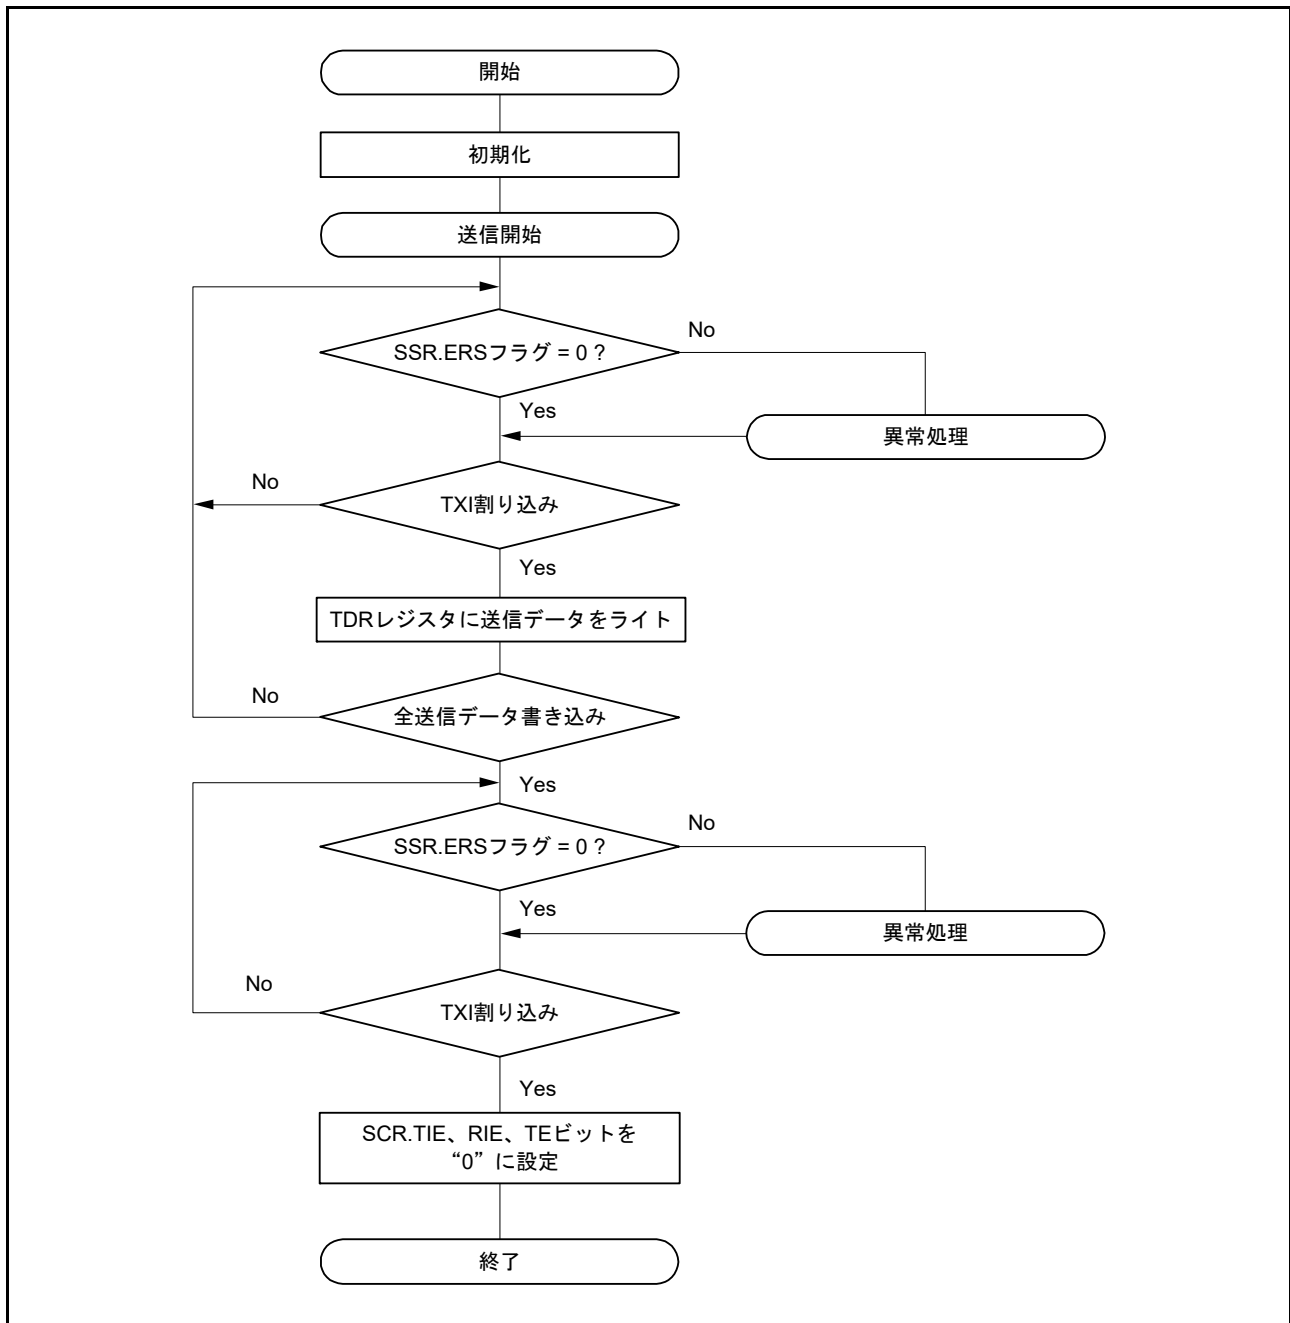 開始
初期化
送信開始
SSR.ERSフラグ = 0 ?
No
Yes
異常処理
No
TXI割り込み
Yes
TDRレジスタに送信データをライト
No
全送信データ書き込み
Yes
SSR.ERSフラグ = 0 ?
No
Yes
異常処理
No
TXI割り込み
Yes
SCR.TIE、RIE、TEビットを
“0”に設定
終了